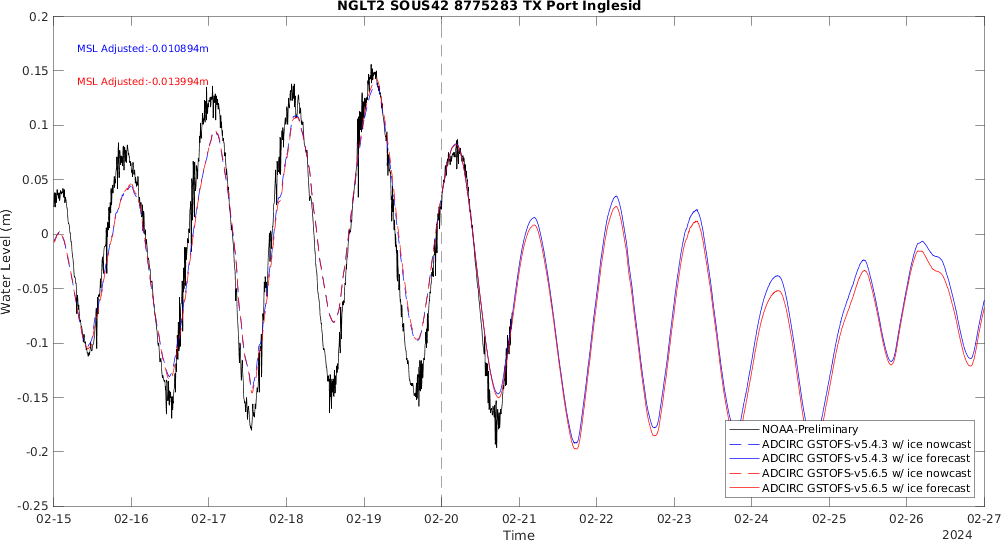 NGLT2 SOUS42 8775283 TX Port Inglesid
0.2
MSL Adjusted:-0.010894m
0.15
MSL Adjusted:-0.013994m
0.1
0.05
0
-0.05
-0.1
-0.15
-0.2
-0.25
Water Level (m)
NOAA-Preliminary
ADCIRC GSTOFS-v5.4.3 w/ ice nowcast
ADCIRC GSTOFS-v5.4.3 w/ ice forecast
ADCIRC GSTOFS-v5.6.5 w/ ice nowcast
ADCIRC GSTOFS-v5.6.5 w/ ice forecast
02-15 02-16 02-17 02-18 02-19 02-20 02-21 02-22 02-23 02-24 02-25 02-26 02-27
Time
2024